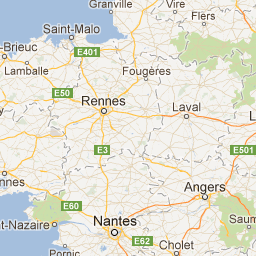 Granville
Flers
Saint-Malo
-Brieuc
E401
Lamballe
Fougères
E50
Rennes
Laval
L
E3
E501
nnes
Angers
E60
Saum
nt-Nazaire
Nantes
Pornic
E62
Cholet